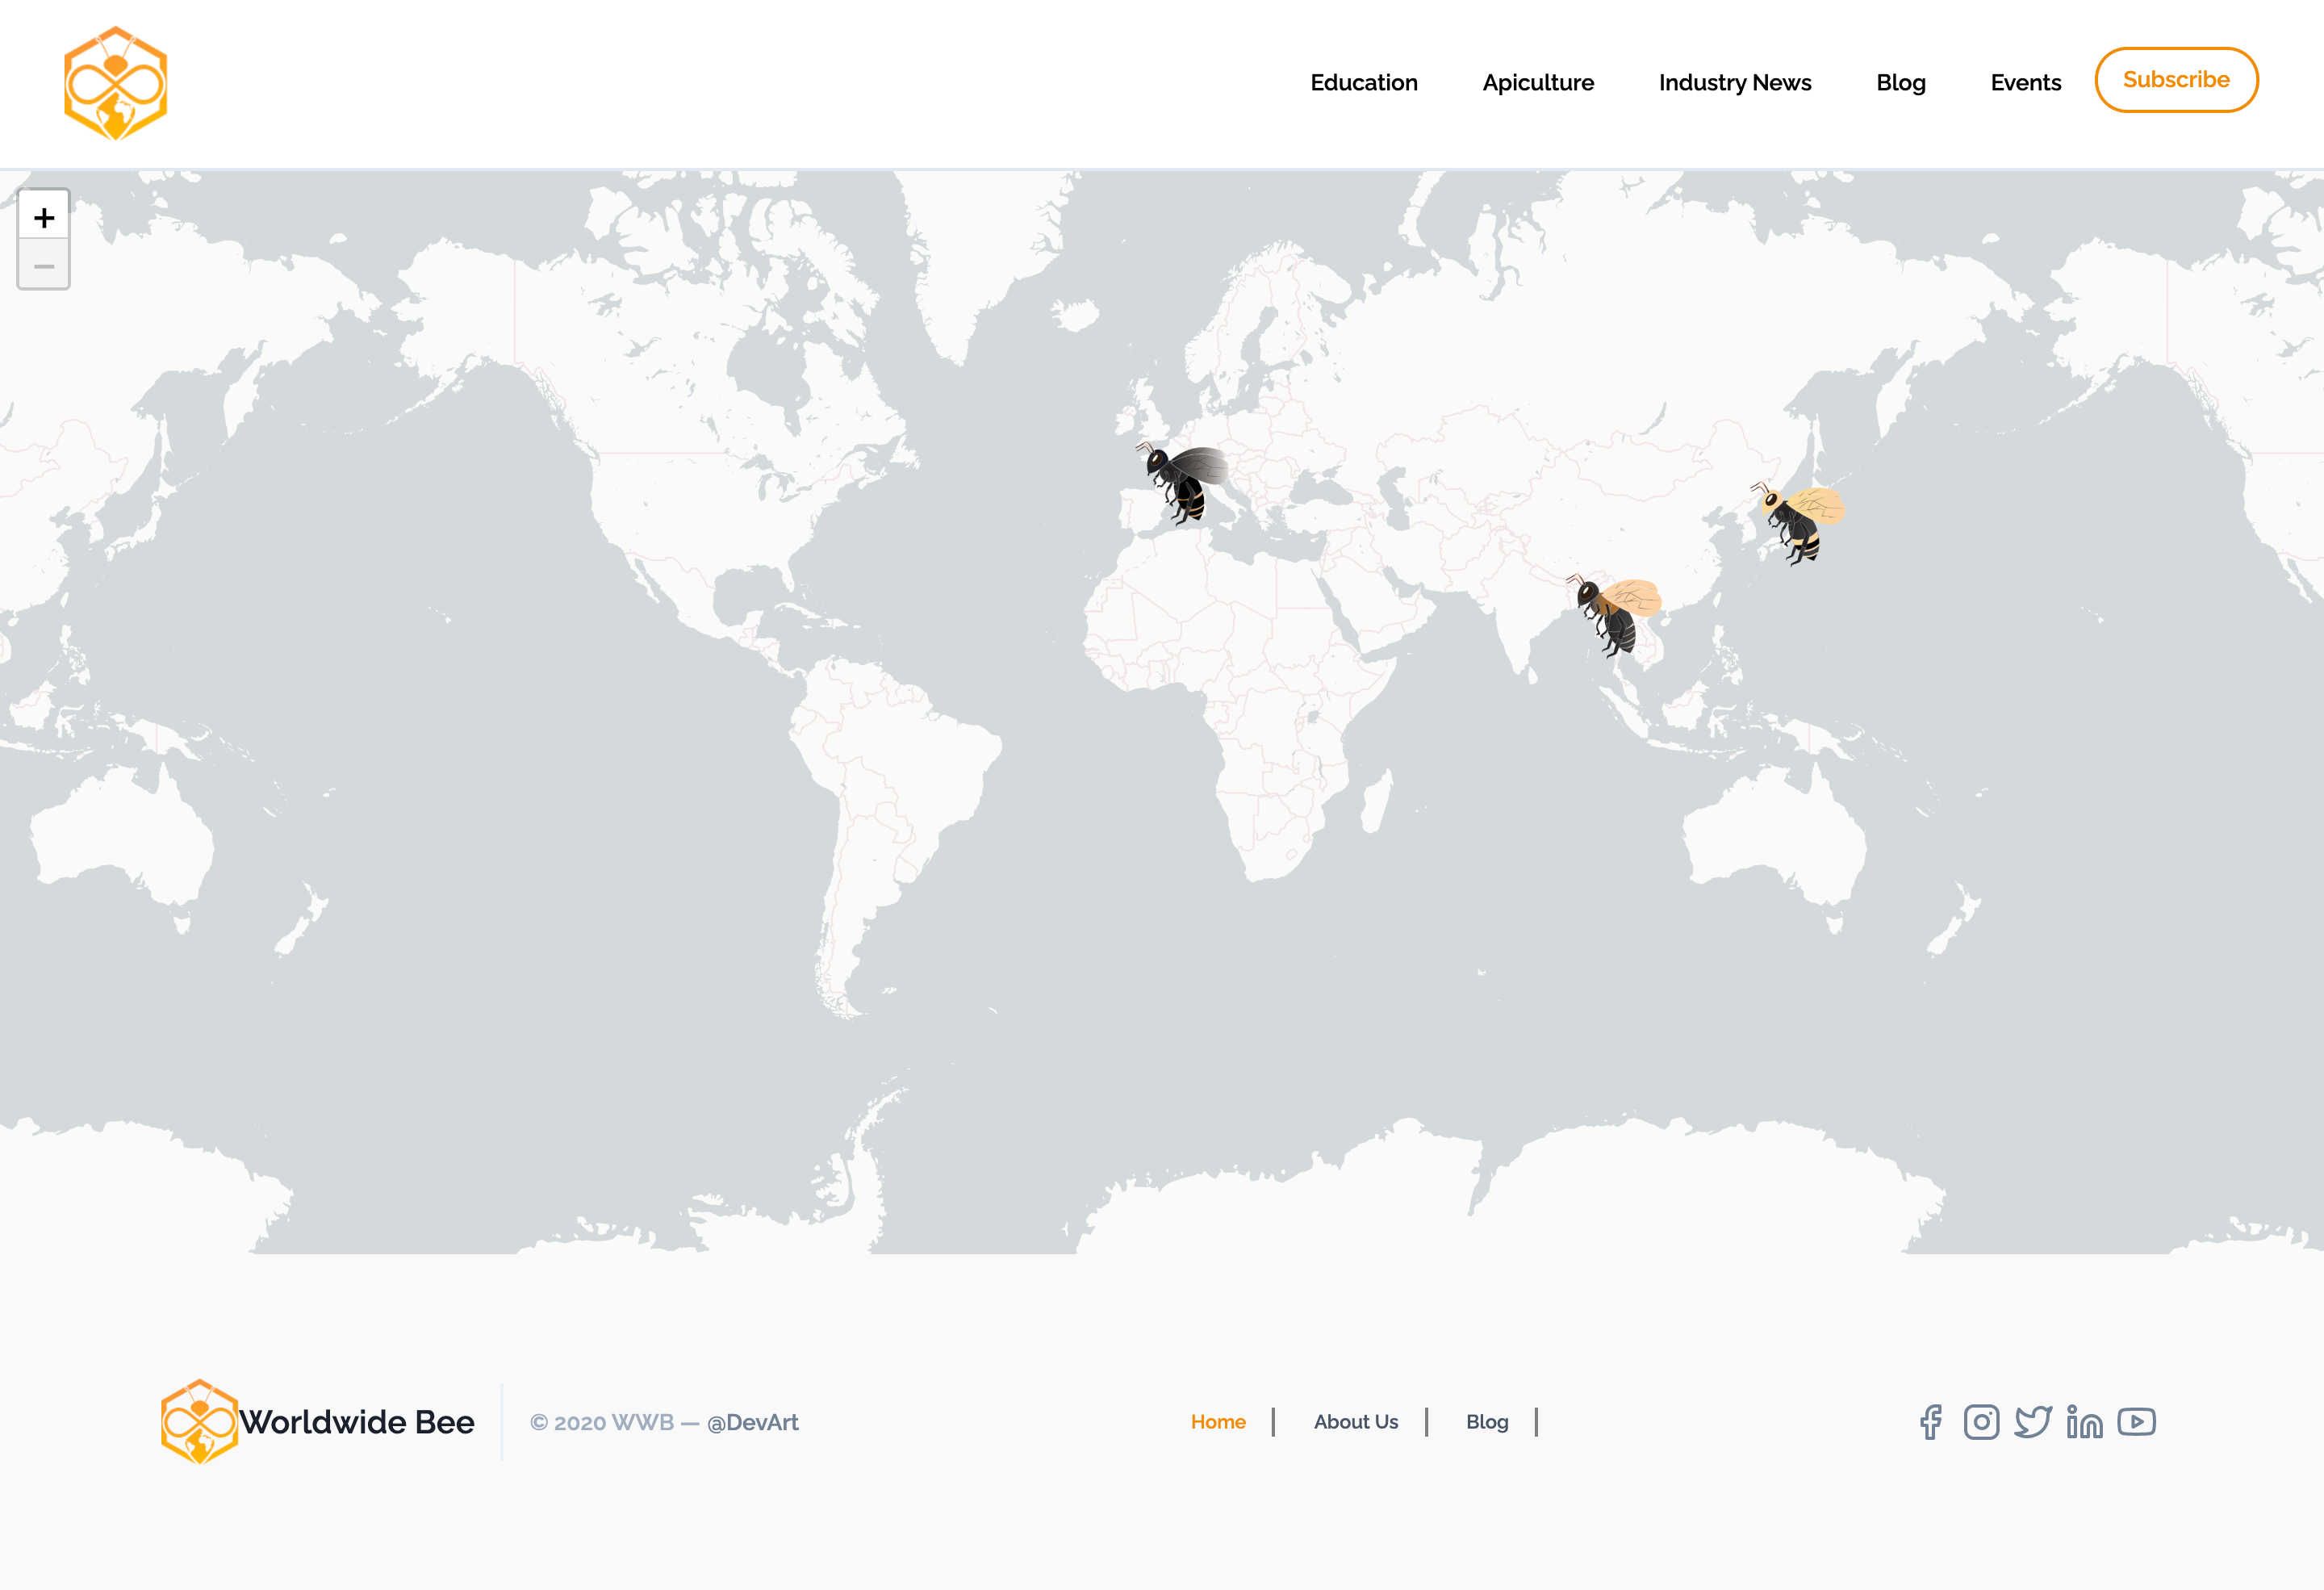 Education Apiculture Industry News Blog Events Subscribe
+
−
Worldwide Bee © 2020 WWB — @DevArt Home | About Us | Blog |